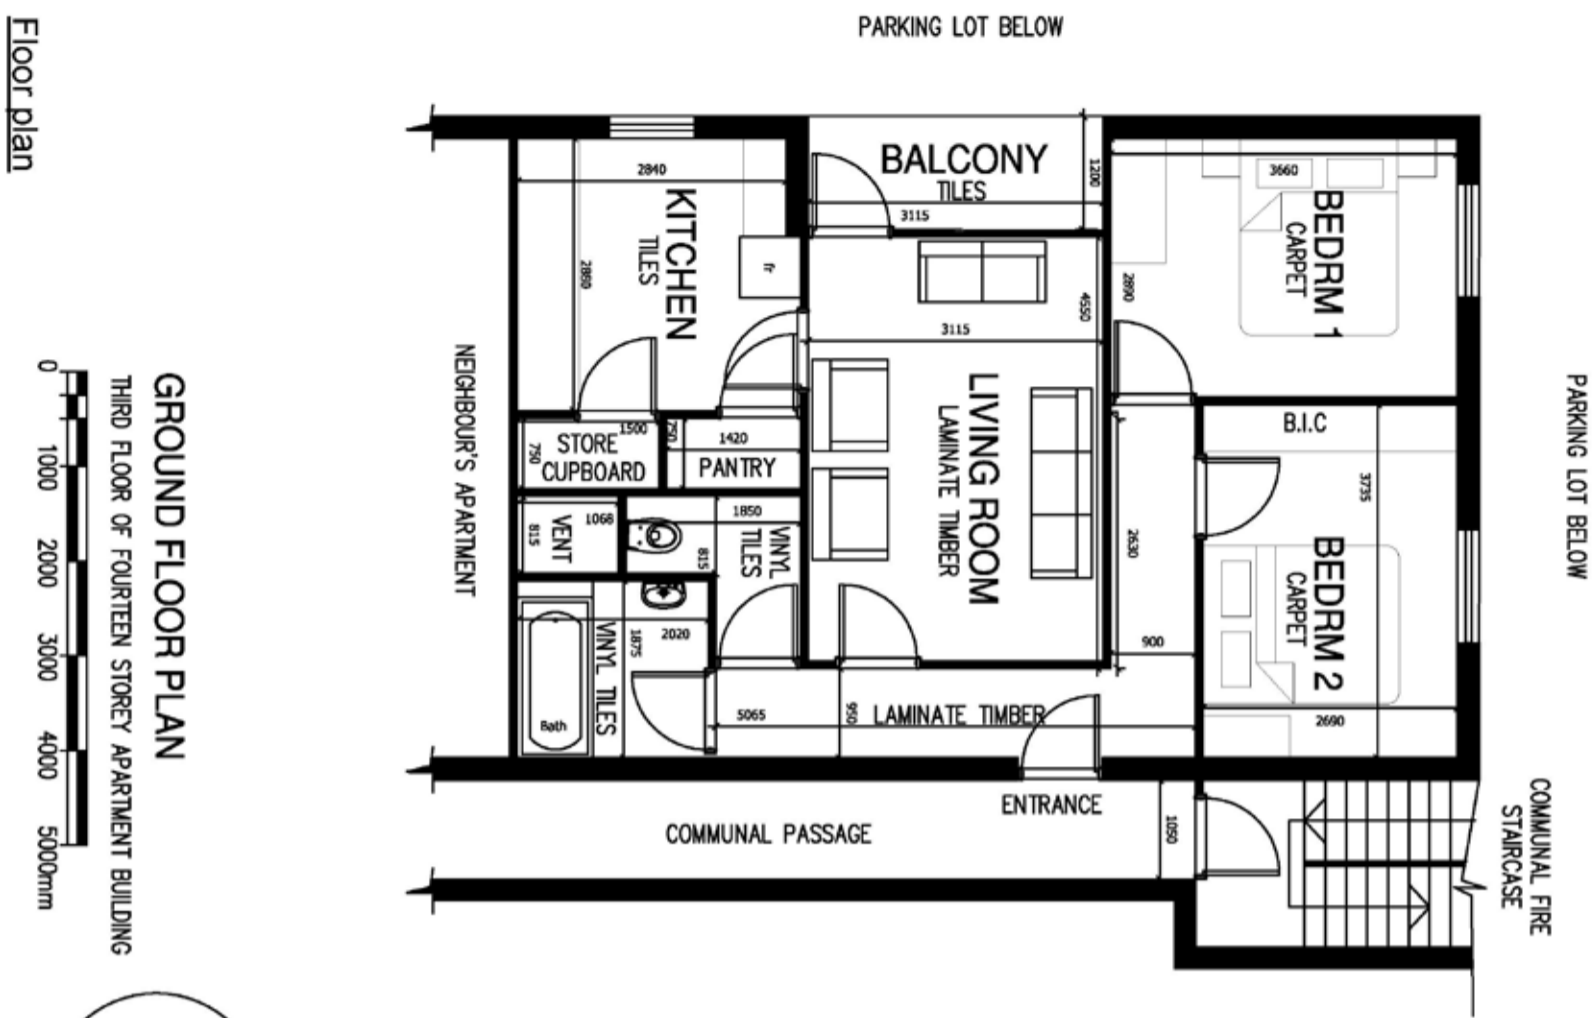 PARKING LOT BELOW
Floor plan
BALCONY
TILES
1200
3115
2840
KITCHEN
TILES
2860
fr
3660
BEDRM 1
CARPET
2890
4550
3115
LIVING ROOM
LAMINATE TIMBER
PARKING LOT BELOW
NEIGHBOUR'S APARTMENT
1500
STORE
CUPBOARD
750
750
1420
PANTRY
B.I.C
3735
BEDRM 2
CARPET
2690
2630
900
VENT
1068
815
1850
VINYL
TILES
815
2020
1875
VINYL TILES
Bath
5065
950
LAMINATE TIMBER
ENTRANCE
COMMUNAL PASSAGE
1050
COMMUNAL FIRE
STAIRCASE
GROUND FLOOR PLAN
THIRD FLOOR OF FOURTEEN STOREY APARTMENT BUILDING
0 1000 2000 3000 4000 5000mm